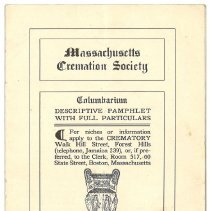 Massachusetts
Cremation Society
Columbarium
DESCRIPTIVE PAMPHLET
WITH FULL PARTICULARS
For niches or information
apply to the CREMATORY
Walk Hill Street, Forest Hills
(telephone, Jamaica 239), or, if pre-
ferred, to the Clerk, Room 517, 60
State Street, Boston, Massachusetts